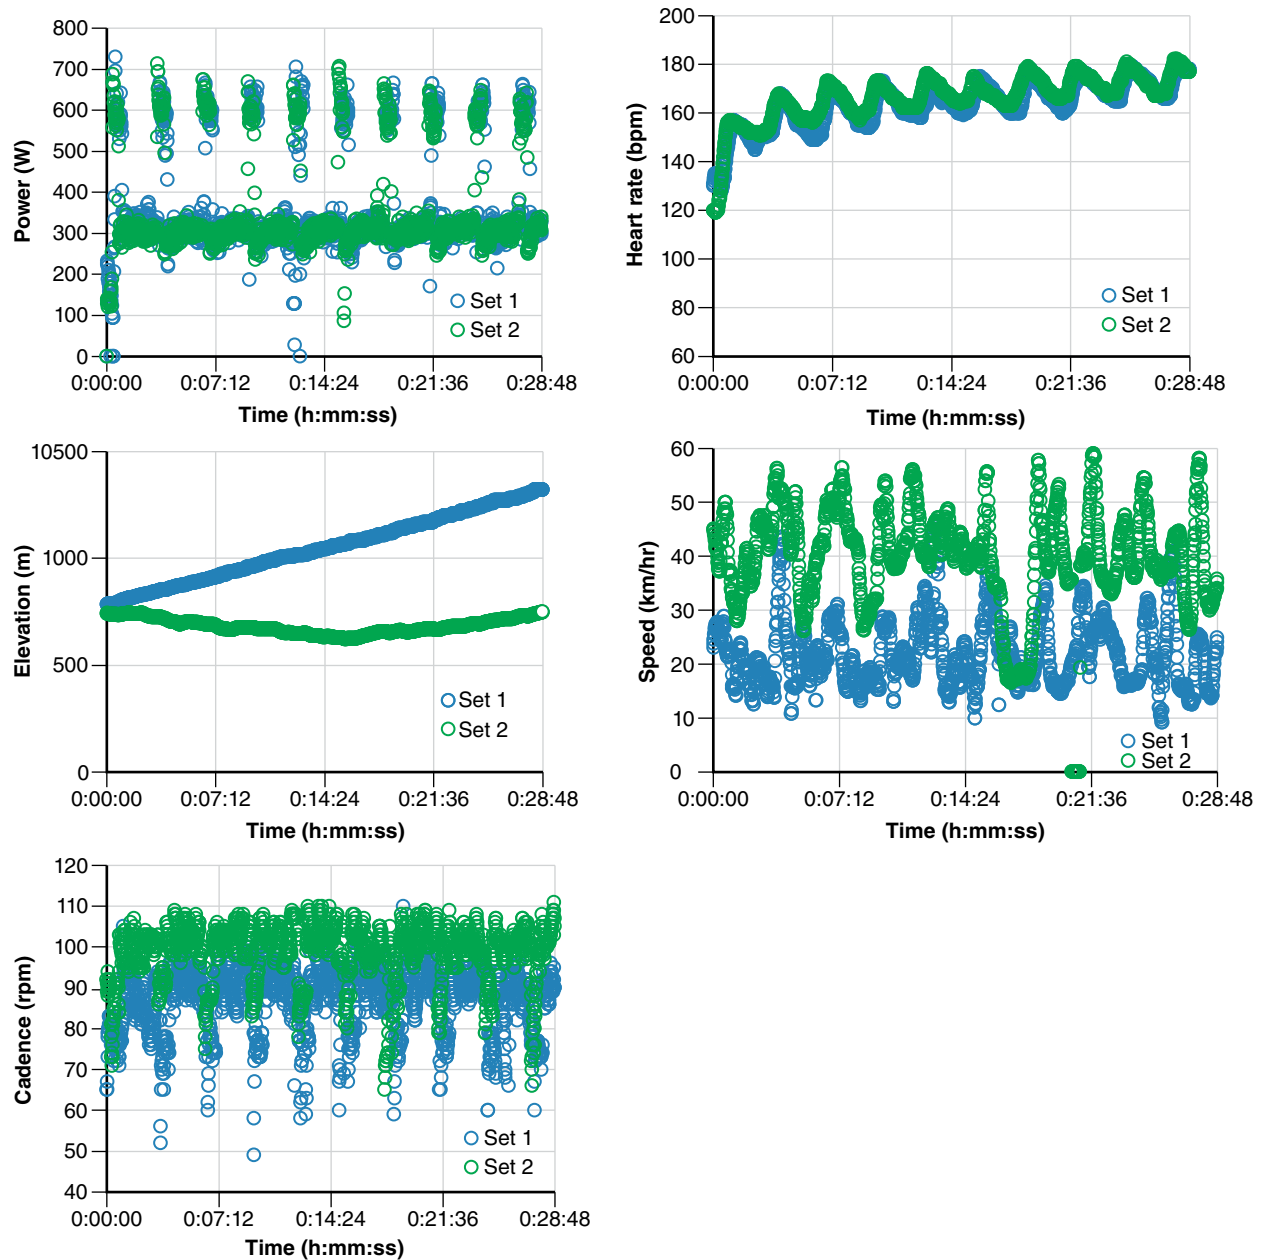 800
700
600
500
400
300
200
100
0
Power (W)
0:00:00 0:07:12 0:14:24 0:21:36 0:28:48
Time (h:mm:ss)
Set 1
Set 2
200
180
160
140
120
100
80
60
Heart rate (bpm)
0:00:00 0:07:12 0:14:24 0:21:36 0:28:48
Time (h:mm:ss)
Set 1
Set 2
10500
1000
500
0
Elevation (m)
0:00:00 0:07:12 0:14:24 0:21:36 0:28:48
Time (h:mm:ss)
Set 1
Set 2
60
50
40
30
20
10
0
Speed (km/hr)
0:00:00 0:07:12 0:14:24 0:21:36 0:28:48
Time (h:mm:ss)
Set 1
Set 2
120
110
100
90
80
70
60
50
40
Cadence (rpm)
0:00:00 0:07:12 0:14:24 0:21:36 0:28:48
Time (h:mm:ss)
Set 1
Set 2